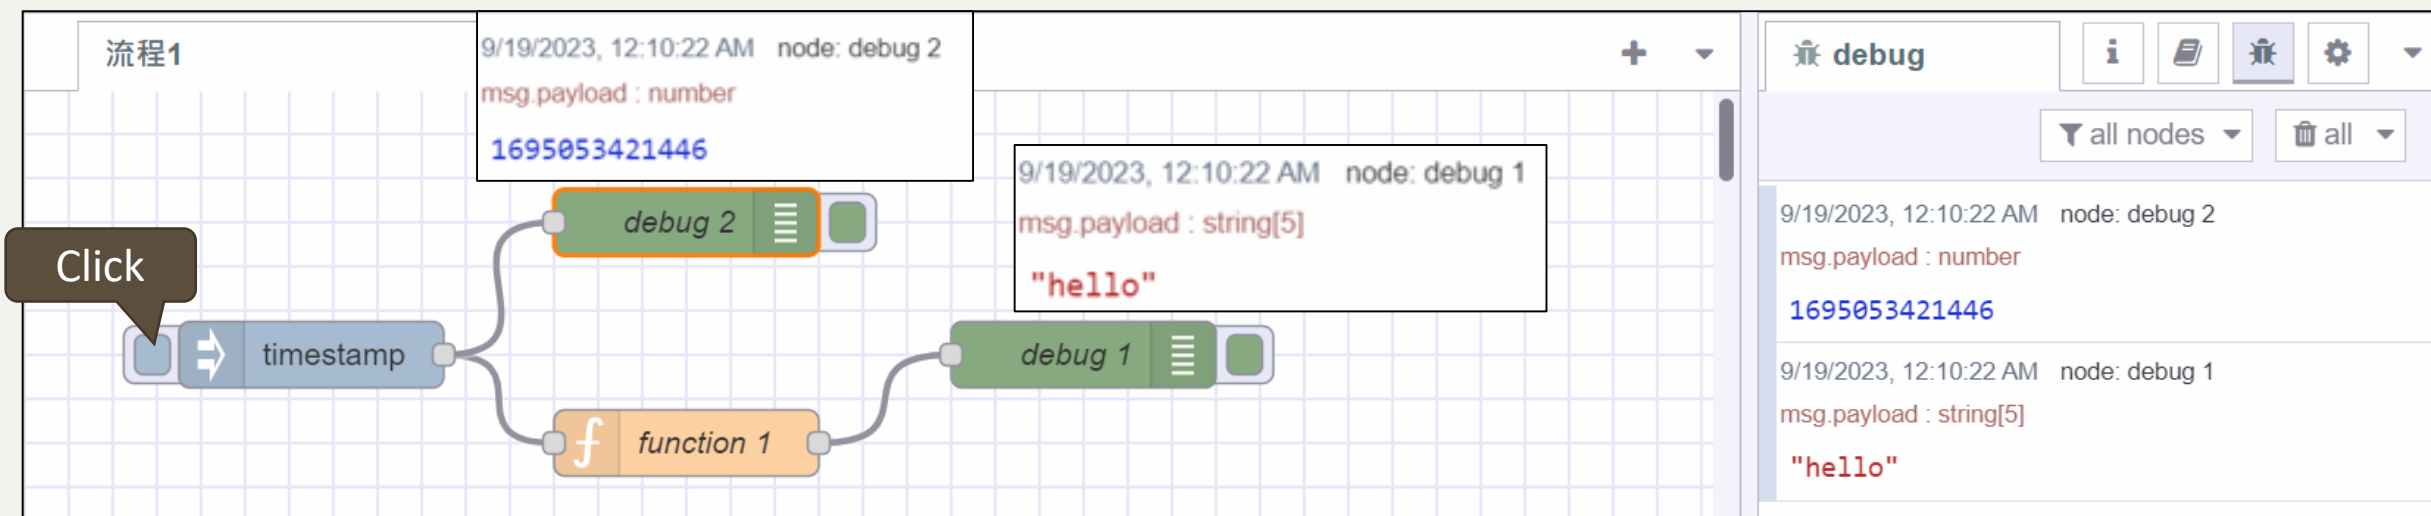 流程1
9/19/2023, 12:10:22 AM node: debug 2
msg.payload : number
1695053421446
9/19/2023, 12:10:22 AM node: debug 1
msg.payload : string[5]
"hello"
debug 2
Click
timestamp
debug 1
function 1
debug
all nodes
all
9/19/2023, 12:10:22 AM node: debug 2
msg.payload : number
1695053421446
9/19/2023, 12:10:22 AM node: debug 1
msg.payload : string[5]
"hello"